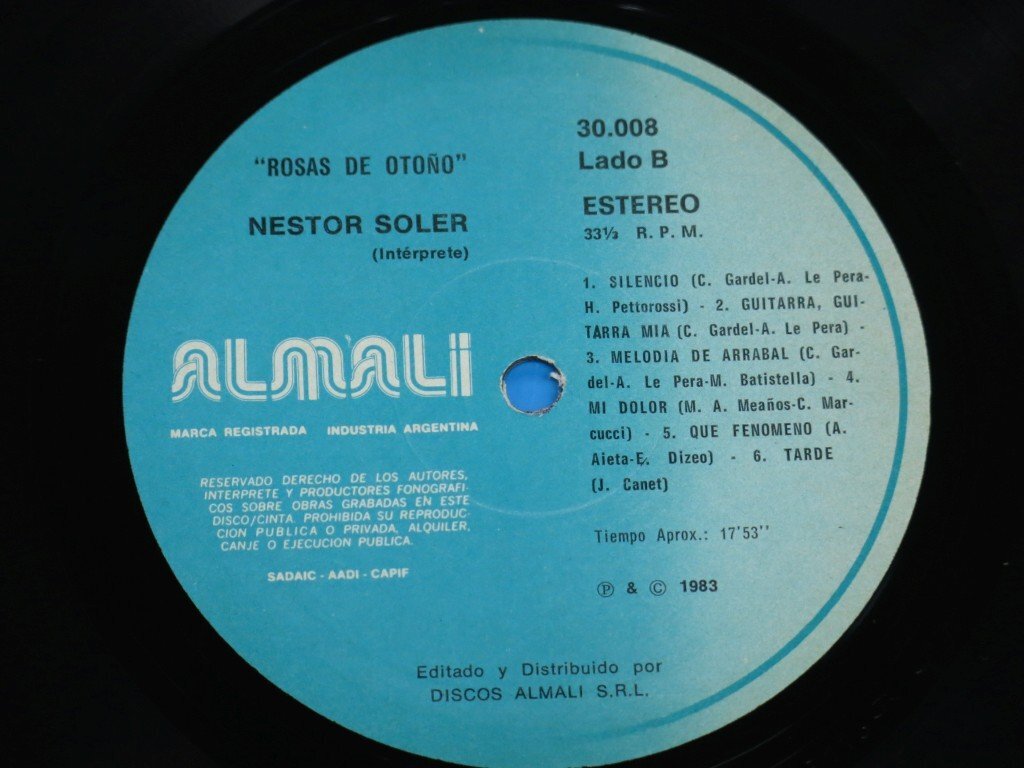 "ROSAS DE OTOÑO"
NESTOR SOLER
(Intérprete)
ALMALI
MARCA REGISTRADA INDUSTRIA ARGENTINA
RESERVADO DERECHO DE LOS AUTORES,
INTERPRETE Y PRODUCTORES FONOGRAFI-
COS SOBRE OBRAS GRABADAS EN ESTE
DISCO/CINTA. PROHIBIDA SU REPRODUC-
CION PUBLICA O PRIVADA, ALQUILER,
CANJE O EJECUCION PUBLICA.
SADAIC - AADI - CAPIF
30.008
Lado B
ESTEREO
33⅓ R. P. M.
1. SILENCIO (C. Gardel-A. Le Pera-
H. Pettorossi) - 2. GUITARRA, GUI-
TARRA MIA (C. Gardel-A. Le Pera) -
3. MELODIA DE ARRABAL (C. Gar-
del-A. Le Pera-M. Batistella) - 4.
MI DOLOR (M. A. Meaños-C. Mar-
cucci) - 5. QUE FENOMENO (A.
Aieta-E. Dizeo) - 6. TARDE
(J. Canet)
Tiempo Aprox.: 17'53''
Ⓟ & © 1983
Editado y Distribuido por
DISCOS ALMALI S.R.L.